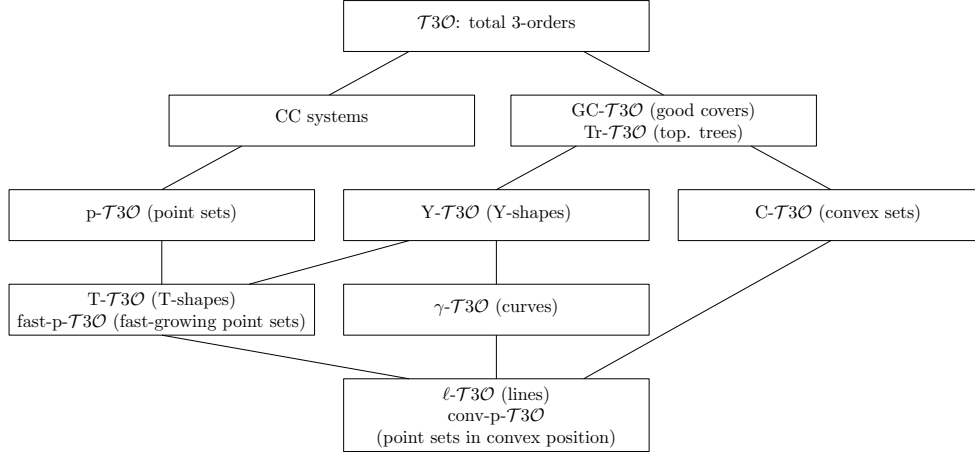 𝒯3𝒪: total 3-orders
CC systems
GC-𝒯3𝒪 (good covers)
Tr-𝒯3𝒪 (top. trees)
p-𝒯3𝒪 (point sets)
Y-𝒯3𝒪 (Y-shapes)
C-𝒯3𝒪 (convex sets)
T-𝒯3𝒪 (T-shapes)
fast-p-𝒯3𝒪 (fast-growing point sets)
γ-𝒯3𝒪 (curves)
ℓ-𝒯3𝒪 (lines)
conv-p-𝒯3𝒪
(point sets in convex position)